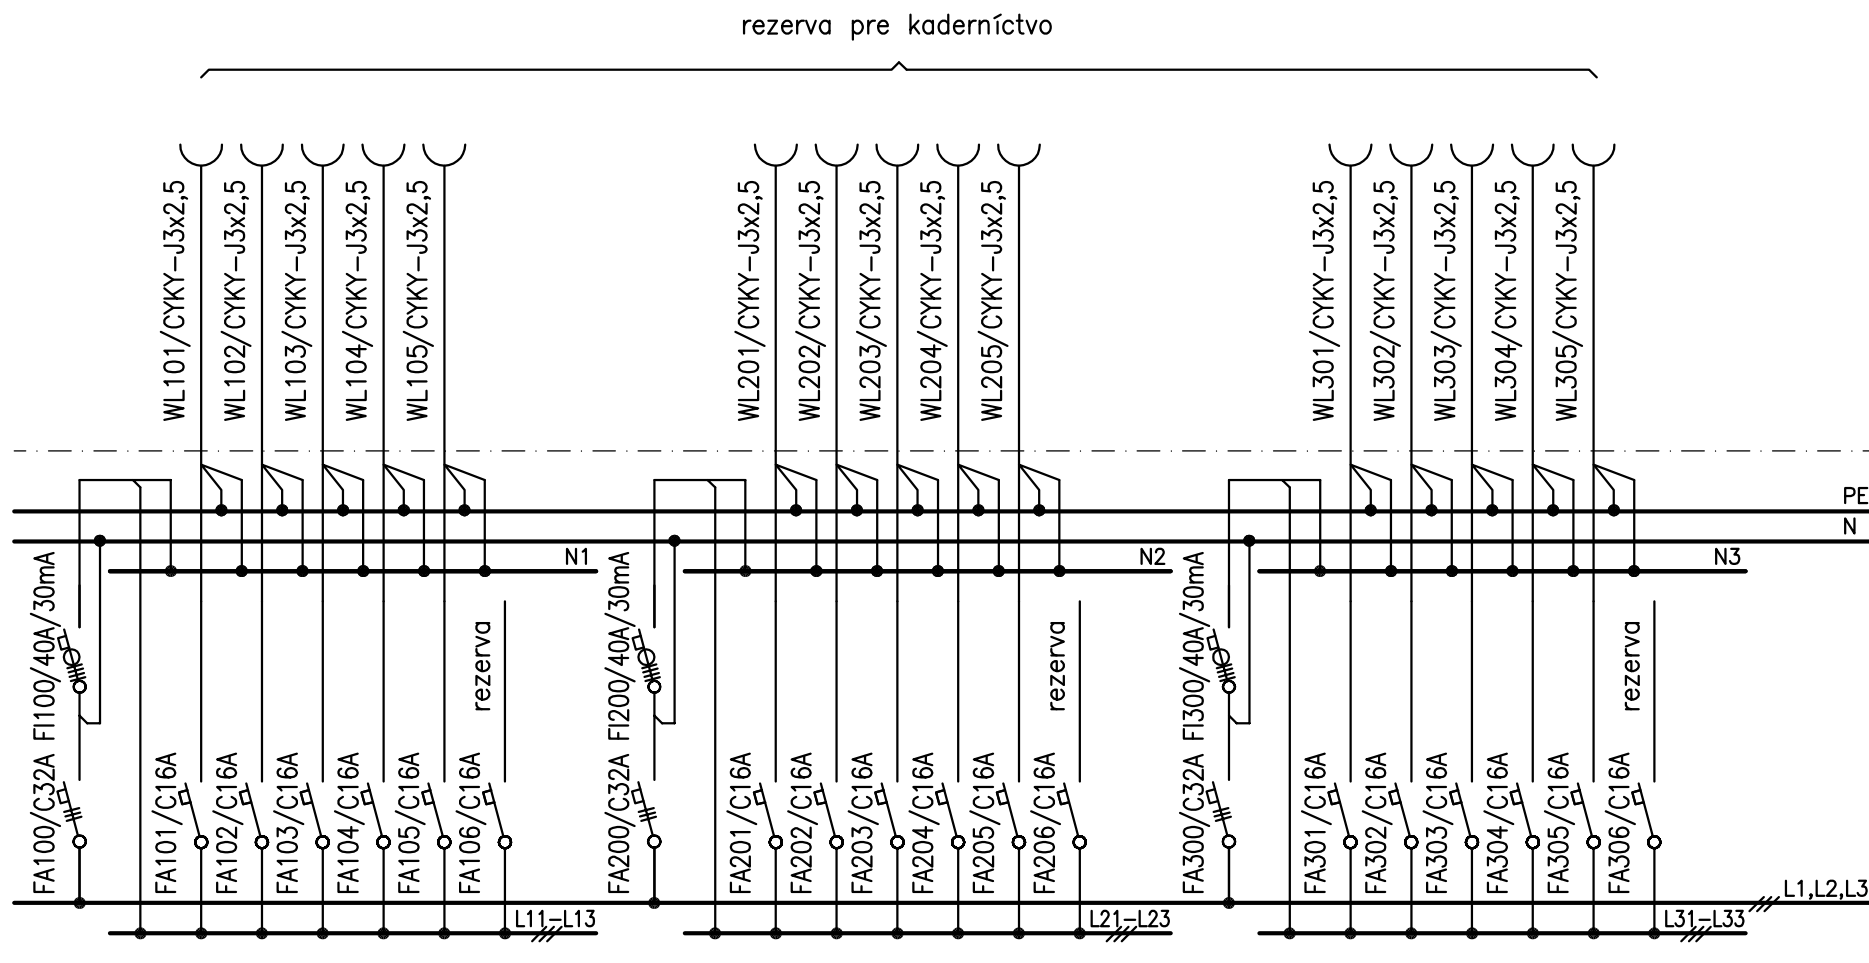 rezerva pre kaderníctvo
WL101/CYKY-J3x2,5
WL102/CYKY-J3x2,5
WL103/CYKY-J3x2,5
WL104/CYKY-J3x2,5
WL105/CYKY-J3x2,5
WL201/CYKY-J3x2,5
WL202/CYKY-J3x2,5
WL203/CYKY-J3x2,5
WL204/CYKY-J3x2,5
WL205/CYKY-J3x2,5
WL301/CYKY-J3x2,5
WL302/CYKY-J3x2,5
WL303/CYKY-J3x2,5
WL304/CYKY-J3x2,5
WL305/CYKY-J3x2,5
PE
N
N1
N2
N3
FA100/C32A FI100/40A/30mA
FA101/C16A
FA102/C16A
FA103/C16A
FA104/C16A
FA105/C16A
FA106/C16A
rezerva
FA200/C32A FI200/40A/30mA
FA201/C16A
FA202/C16A
FA203/C16A
FA204/C16A
FA205/C16A
FA206/C16A
rezerva
FA300/C32A FI300/40A/30mA
FA301/C16A
FA302/C16A
FA303/C16A
FA304/C16A
FA305/C16A
FA306/C16A
rezerva
L1,L2,L3
L11-L13
L21-L23
L31-L33